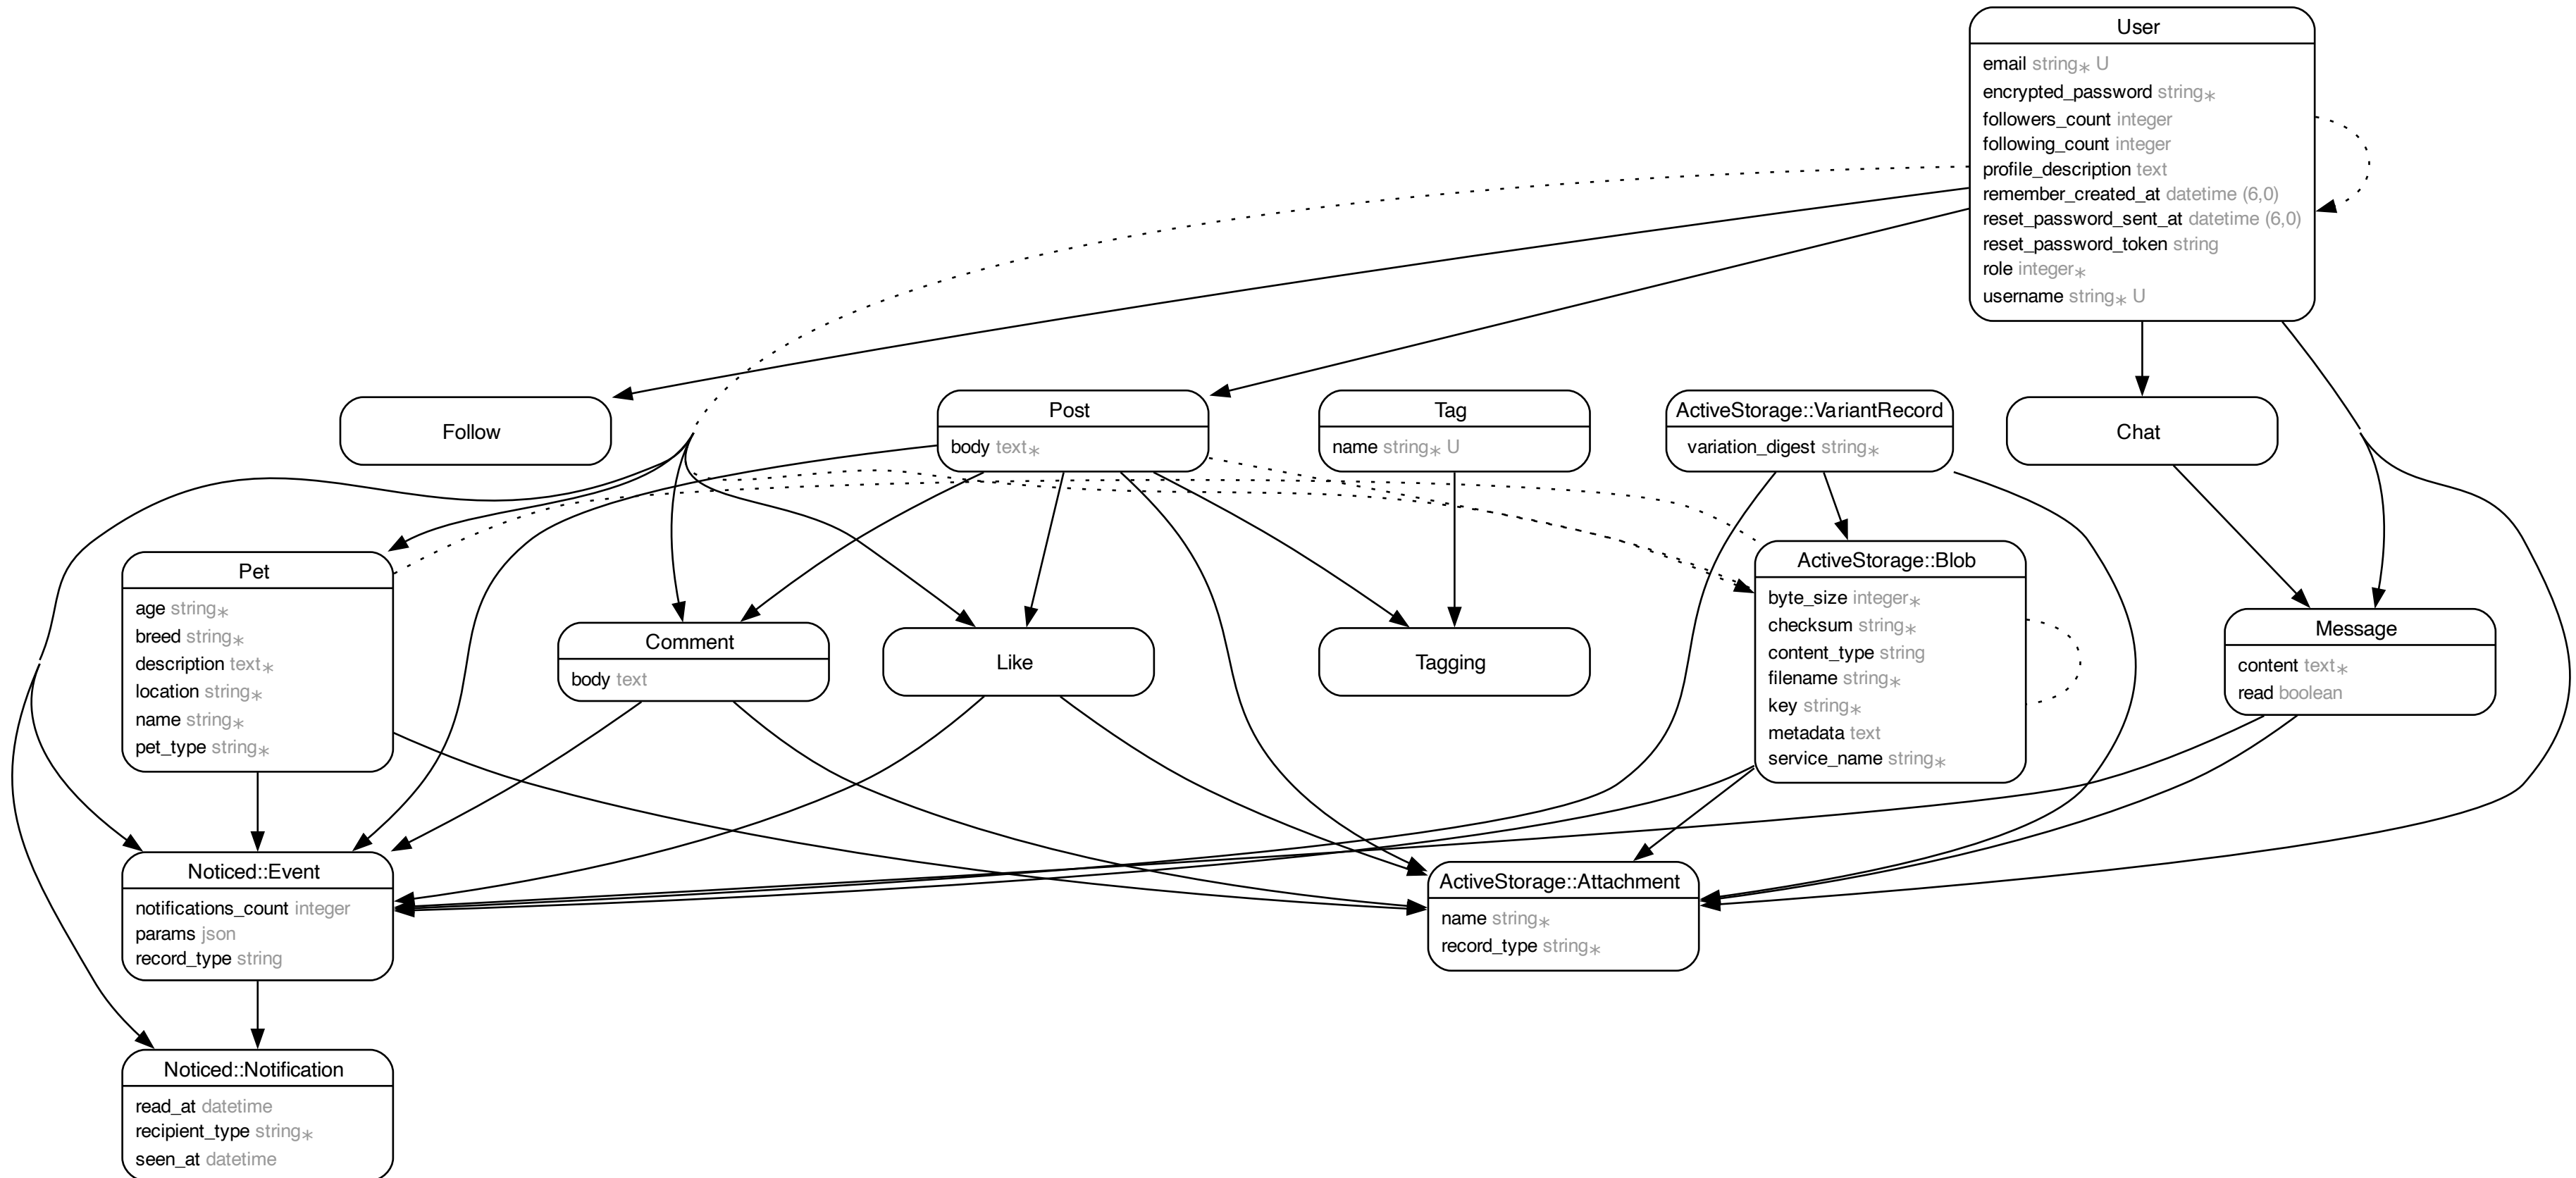 User
email string∗ U
encrypted_password string∗
followers_count integer
following_count integer
profile_description text
remember_created_at datetime (6,0)
reset_password_sent_at datetime (6,0)
reset_password_token string
role integer∗
username string∗ U
Follow
Post
body text∗
Tag
name string∗ U
ActiveStorage::VariantRecord
variation_digest string∗
Chat
Pet
age string∗
breed string∗
description text∗
location string∗
name string∗
pet_type string∗
Comment
body text
Like
Tagging
ActiveStorage::Blob
byte_size integer∗
checksum string∗
content_type string
filename string∗
key string∗
metadata text
service_name string∗
Message
content text∗
read boolean
Noticed::Event
notifications_count integer
params json
record_type string
ActiveStorage::Attachment
name string∗
record_type string∗
Noticed::Notification
read_at datetime
recipient_type string∗
seen_at datetime